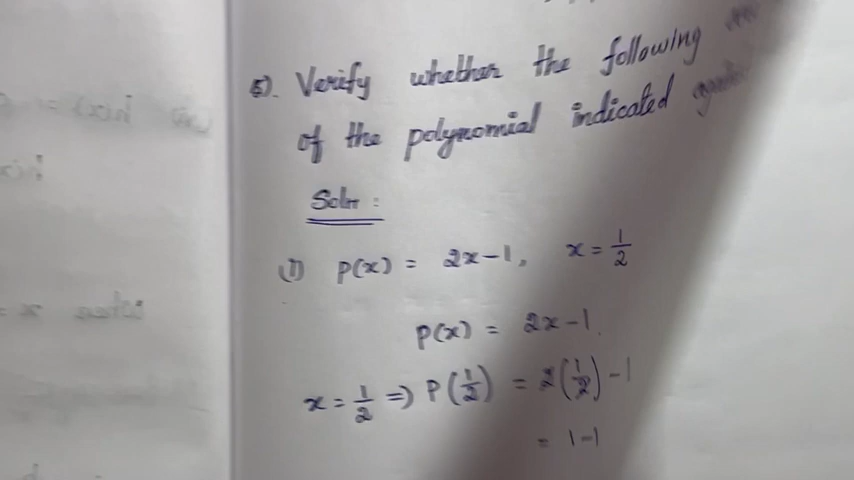 5). Verify whether the following
of the polynomial indicated
Soln :
(i) p(x) = 2x-1, x = 1/2
p(x) = 2x-1.
x = 1/2 => P(1/2) = 2(1/2) - 1
= 1-1